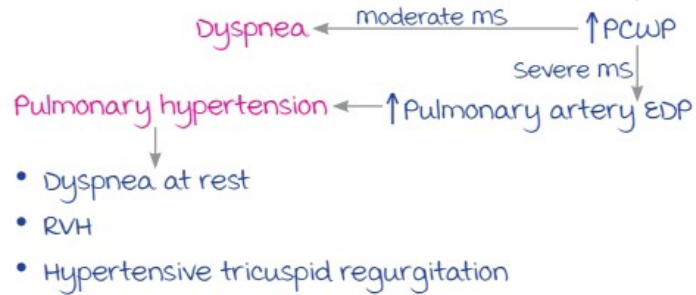 Dyspnea moderate MS ↑PCWP
Severe MS
Pulmonary hypertension ↑Pulmonary artery EDP
• Dyspnea at rest
• RVH
• Hypertensive tricuspid regurgitation